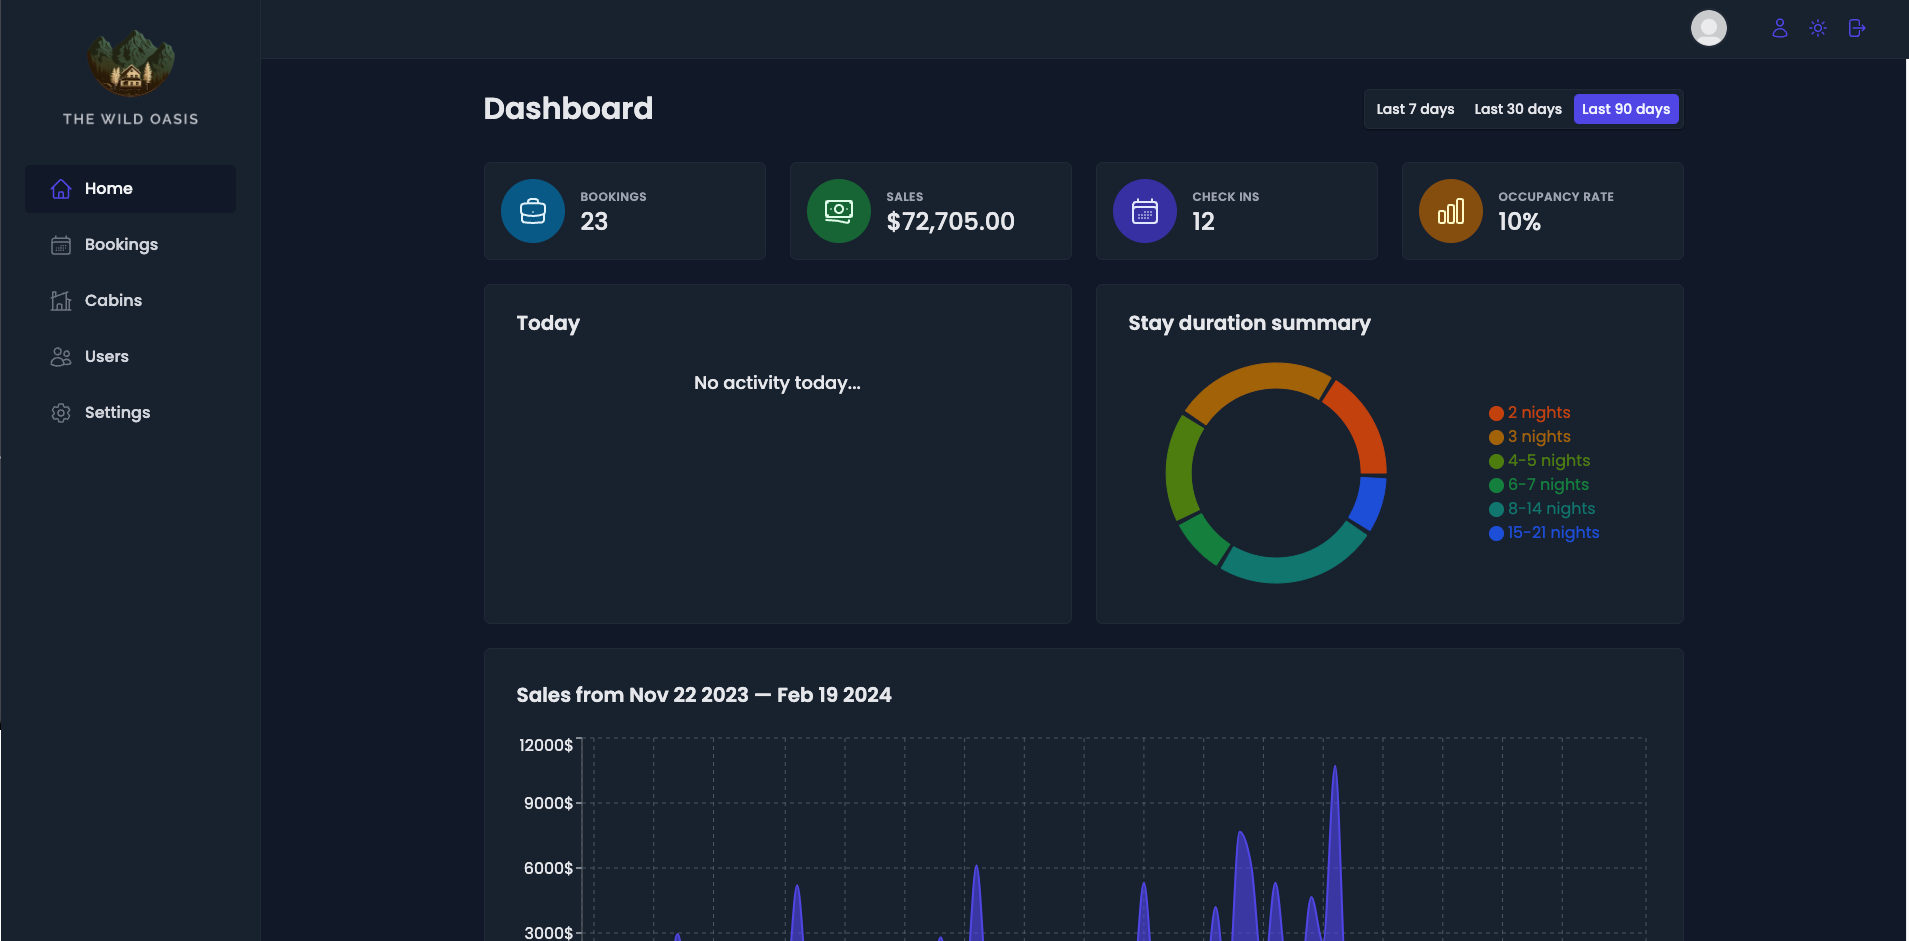 THE WILD OASIS
Home
Bookings
Cabins
Users
Settings
Dashboard
Last 7 days Last 30 days Last 90 days
BOOKINGS
23
SALES
$72,705.00
CHECK INS
12
OCCUPANCY RATE
10%
Today
No activity today...
Stay duration summary
2 nights
3 nights
4-5 nights
6-7 nights
8-14 nights
15-21 nights
Sales from Nov 22 2023 — Feb 19 2024
12000$
9000$
6000$
3000$